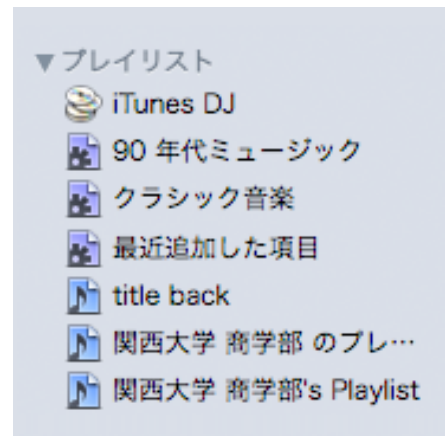 プレイリスト
iTunes DJ
90 年代ミュージック
クラシック音楽
最近追加した項目
title back
関西大学 商学部 のプレ…
関西大学 商学部's Playlist